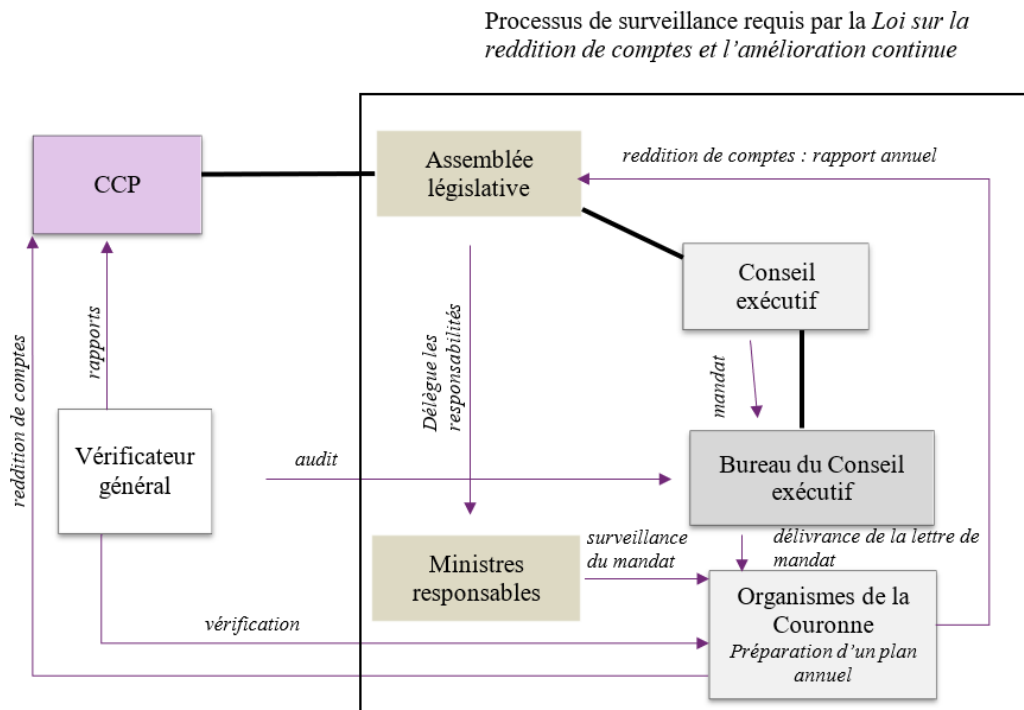 Processus de surveillance requis par la Loi sur la
reddition de comptes et l'amélioration continue
CCP
Assemblée
législative
reddition de comptes : rapport annuel
Conseil
exécutif
reddition de comptes
rapports
Délègue les
responsabilités
mandat
Vérificateur
général
audit
Bureau du Conseil
exécutif
Ministres
responsables
surveillance
du mandat
délivrance de la lettre de
mandat
Organismes de la
Couronne
Préparation d'un plan
annuel
vérification